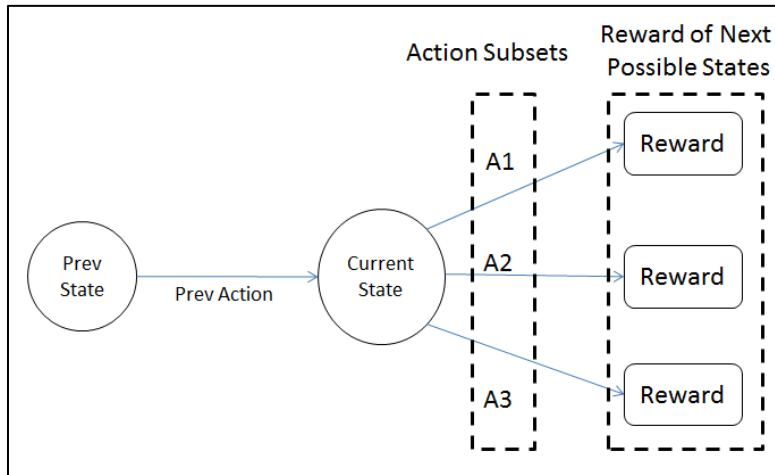 Action Subsets
Reward of Next
Possible States
Prev
State
Prev Action
Current
State
A1
A2
A3
Reward
Reward
Reward